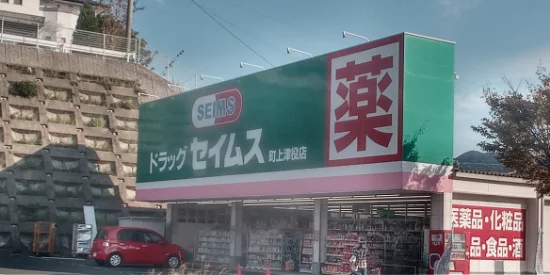 SEIMS
ドラッグセイムス 町上津役店
薬
医薬品・化粧品
品・食品・酒